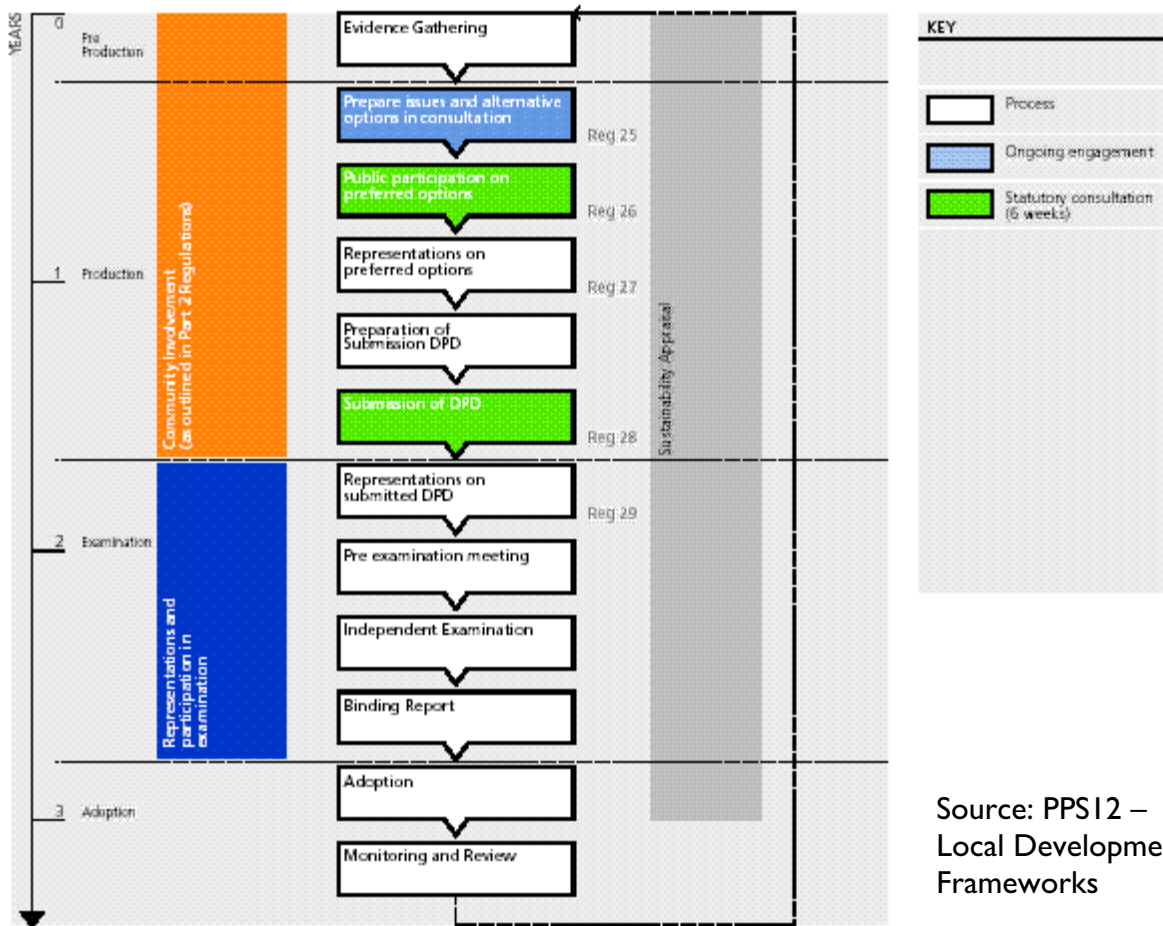 YEARS
0
Pre
Production
1
Production
2
Examination
3
Adoption
Community Involvement
(as outlined in Part 2 Regulations)
Representations and
participation in
examination
Evidence Gathering
Prepare issues and alternative
options in consultation
Reg 25
Public participation on
preferred options
Reg 26
Representations on
preferred options
Reg 27
Preparation of
Submission DPD
Submission of DPD
Reg 28
Representations on
submitted DPD
Reg 29
Pre examination meeting
Independent Examination
Binding Report
Adoption
Monitoring and Review
Sustainability Appraisal
KEY
Process
Ongoing engagement
Statutory consultation
(6 weeks)
Source: PPS12 –
Local Developme
Frameworks